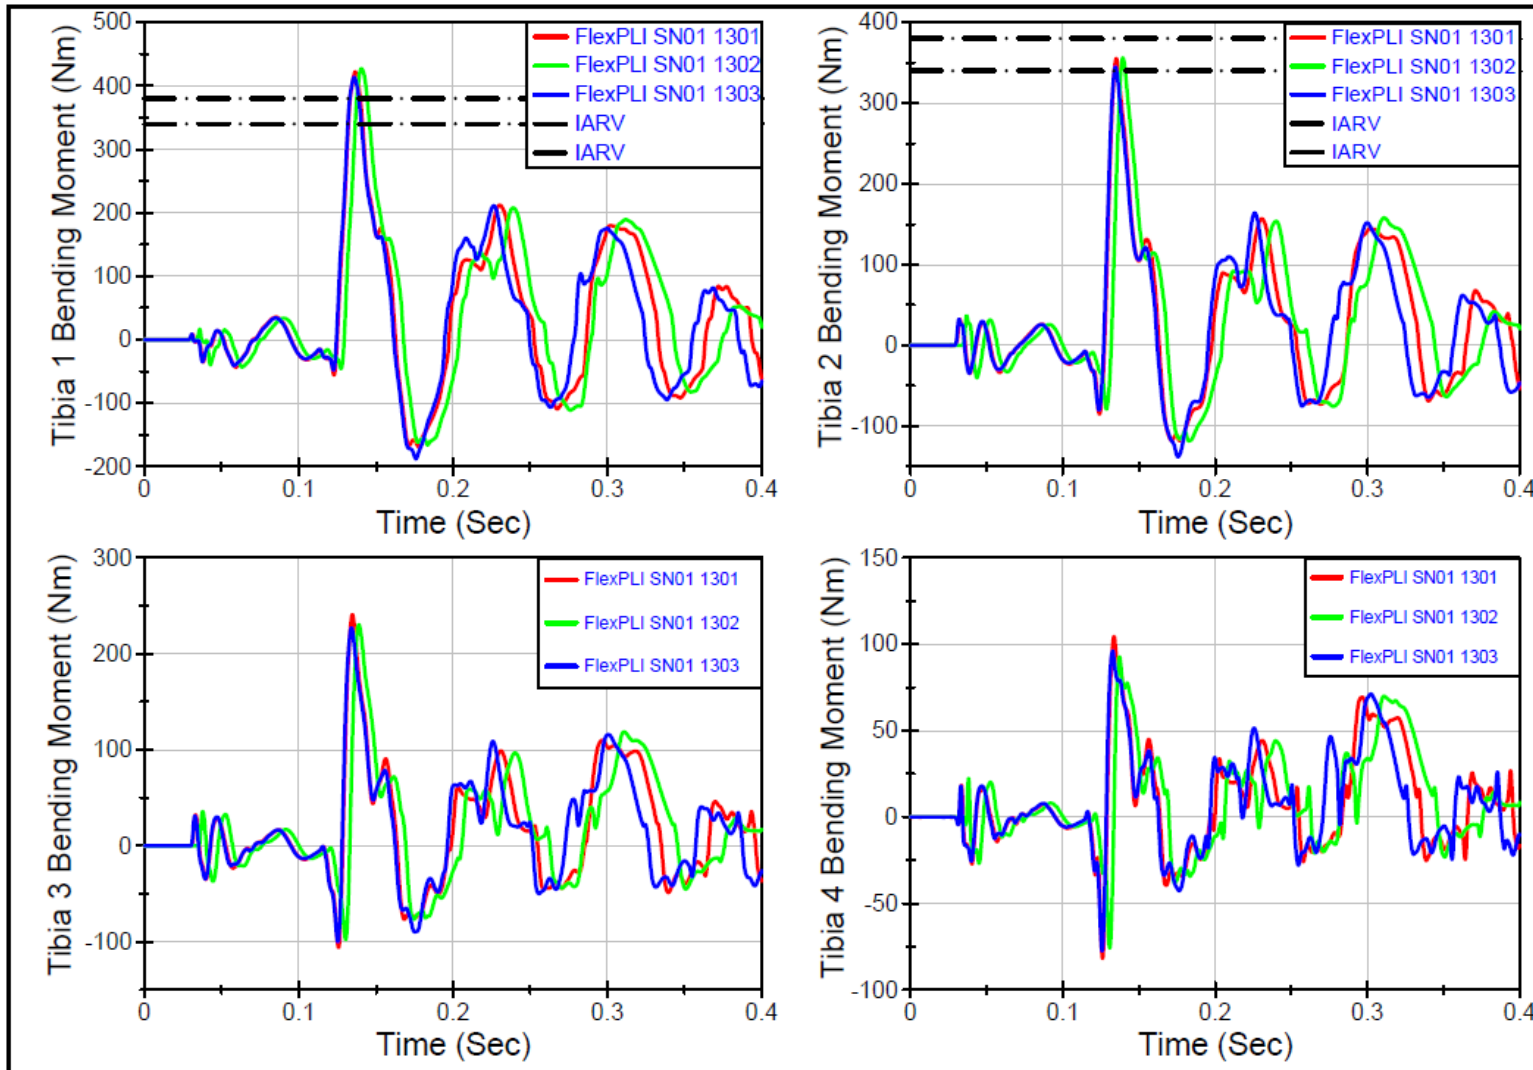 Tibia 1 Bending Moment (Nm)
500
400
300
200
100
0
-100
-200
0
0.1
0.2
0.3
0.4
Time (Sec)
FlexPLI SN01 1301
FlexPLI SN01 1302
FlexPLI SN01 1303
IARV
IARV
Tibia 2 Bending Moment (Nm)
400
300
200
100
0
-100
0
0.1
0.2
0.3
0.4
Time (Sec)
FlexPLI SN01 1301
FlexPLI SN01 1302
FlexPLI SN01 1303
IARV
IARV
Tibia 3 Bending Moment (Nm)
300
200
100
0
-100
0
0.1
0.2
0.3
0.4
Time (Sec)
FlexPLI SN01 1301
FlexPLI SN01 1302
FlexPLI SN01 1303
Tibia 4 Bending Moment (Nm)
150
100
50
0
-50
-100
0
0.1
0.2
0.3
0.4
Time (Sec)
FlexPLI SN01 1301
FlexPLI SN01 1302
FlexPLI SN01 1303